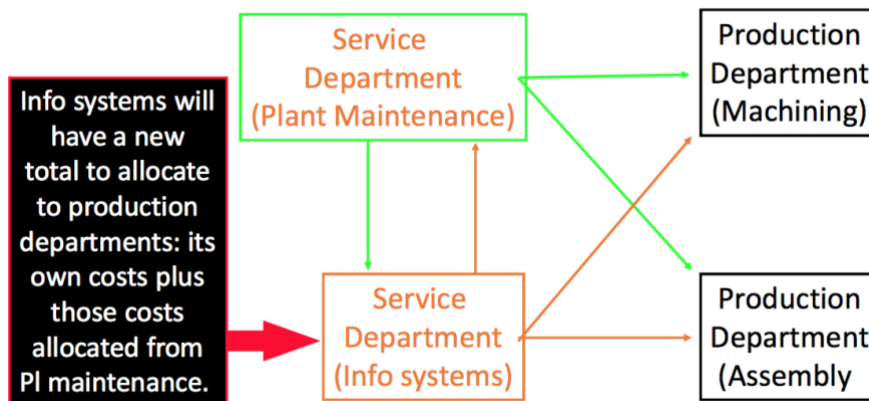 Info systems will
have a new
total to allocate
to production
departments: its
own costs plus
those costs
allocated from
Pl maintenance.
Service
Department
(Plant Maintenance)
Service
Department
(Info systems)
Production
Department
(Machining)
Production
Department
(Assembly